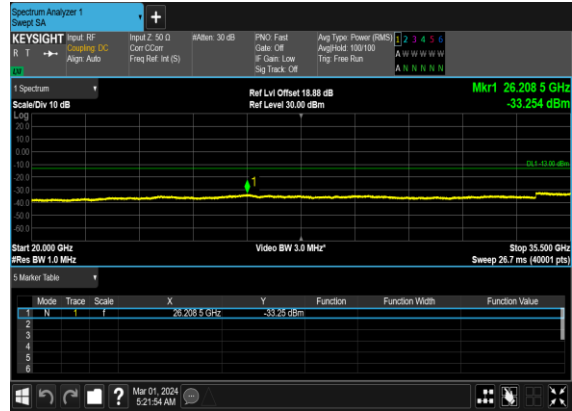 Spectrum Analyzer 1
Swept SA
+
KEYSIGHT Input: RF Input Z: 50 Ω #Atten: 30 dB PNO: Fast Avg Type: Power (RMS) 1 2 3 4 5 6
R T Coupling: DC Corr CCorr Gate: Off Avg|Hold: 100/100 A W W W W W
Align: Auto Freq Ref: Int (S) IF Gain: Low Trig: Free Run
Sig Track: Off A N N N N N
1 Spectrum Ref Lvl Offset 18.88 dB Mkr1 26.208 5 GHz
Scale/Div 10 dB Ref Level 30.00 dBm -33.254 dBm
Log
20.0
10.0
0.00
-10.0 DL1 -13.00 dBm
-20.0
-30.0 1
-40.0
-50.0
-60.0
Start 20.000 GHz Video BW 3.0 MHz* Stop 35.500 GHz
#Res BW 1.0 MHz Sweep 26.7 ms (40001 pts)
5 Marker Table
Mode Trace Scale X Y Function Function Width Function Value
1 N 1 f 26.208 5 GHz -33.25 dBm
2
3
4
5
6
? Mar 01, 2024
5:21:54 AM